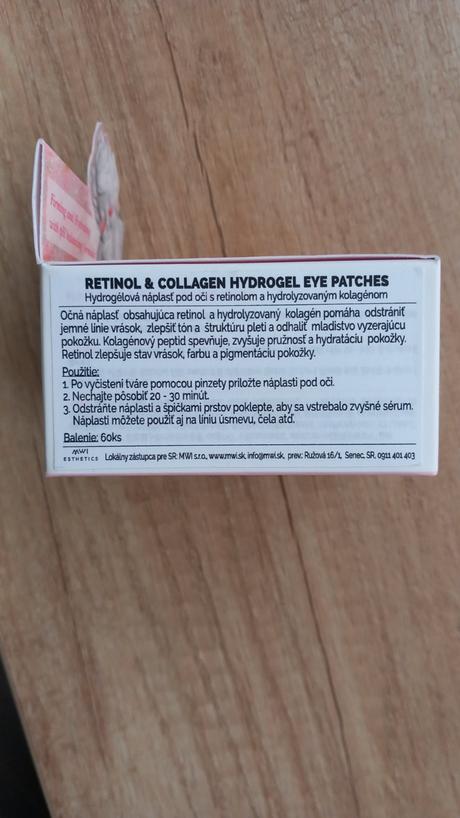 RETINOL & COLLAGEN HYDROGEL EYE PATCHES
Hydrogélová náplasť pod oči s retinolom a hydrolyzovaným kolagénom
Očná náplasť obsahujúca retinol a hydrolyzovaný kolagén pomáha odstrániť
jemné línie vrások, zlepšiť tón a štruktúru pleti a odhaliť mladistvo vyzerajúcu
pokožku. Kolagénový peptid spevňuje, zvyšuje pružnosť a hydratáciu pokožky.
Retinol zlepšuje stav vrások, farbu a pigmentáciu pokožky.
Použitie:
1. Po vyčistení tváre pomocou pinzety priložte náplasti pod oči.
2. Nechajte pôsobiť 20 - 30 minút.
3. Odstráňte náplasti a špičkami prstov poklepte, aby sa vstrebalo zvyšné sérum.
Náplasti môžete použiť aj na líniu úsmevu, čela atď.
Balenie: 60ks
MWI
ESTHETICS
Lokálny zástupca pre SR: MWI s.r.o., www.mwi.sk, info@mwi.sk, prev.: Ružová 16/1, Senec, SR, 0911 401 403
Firming and